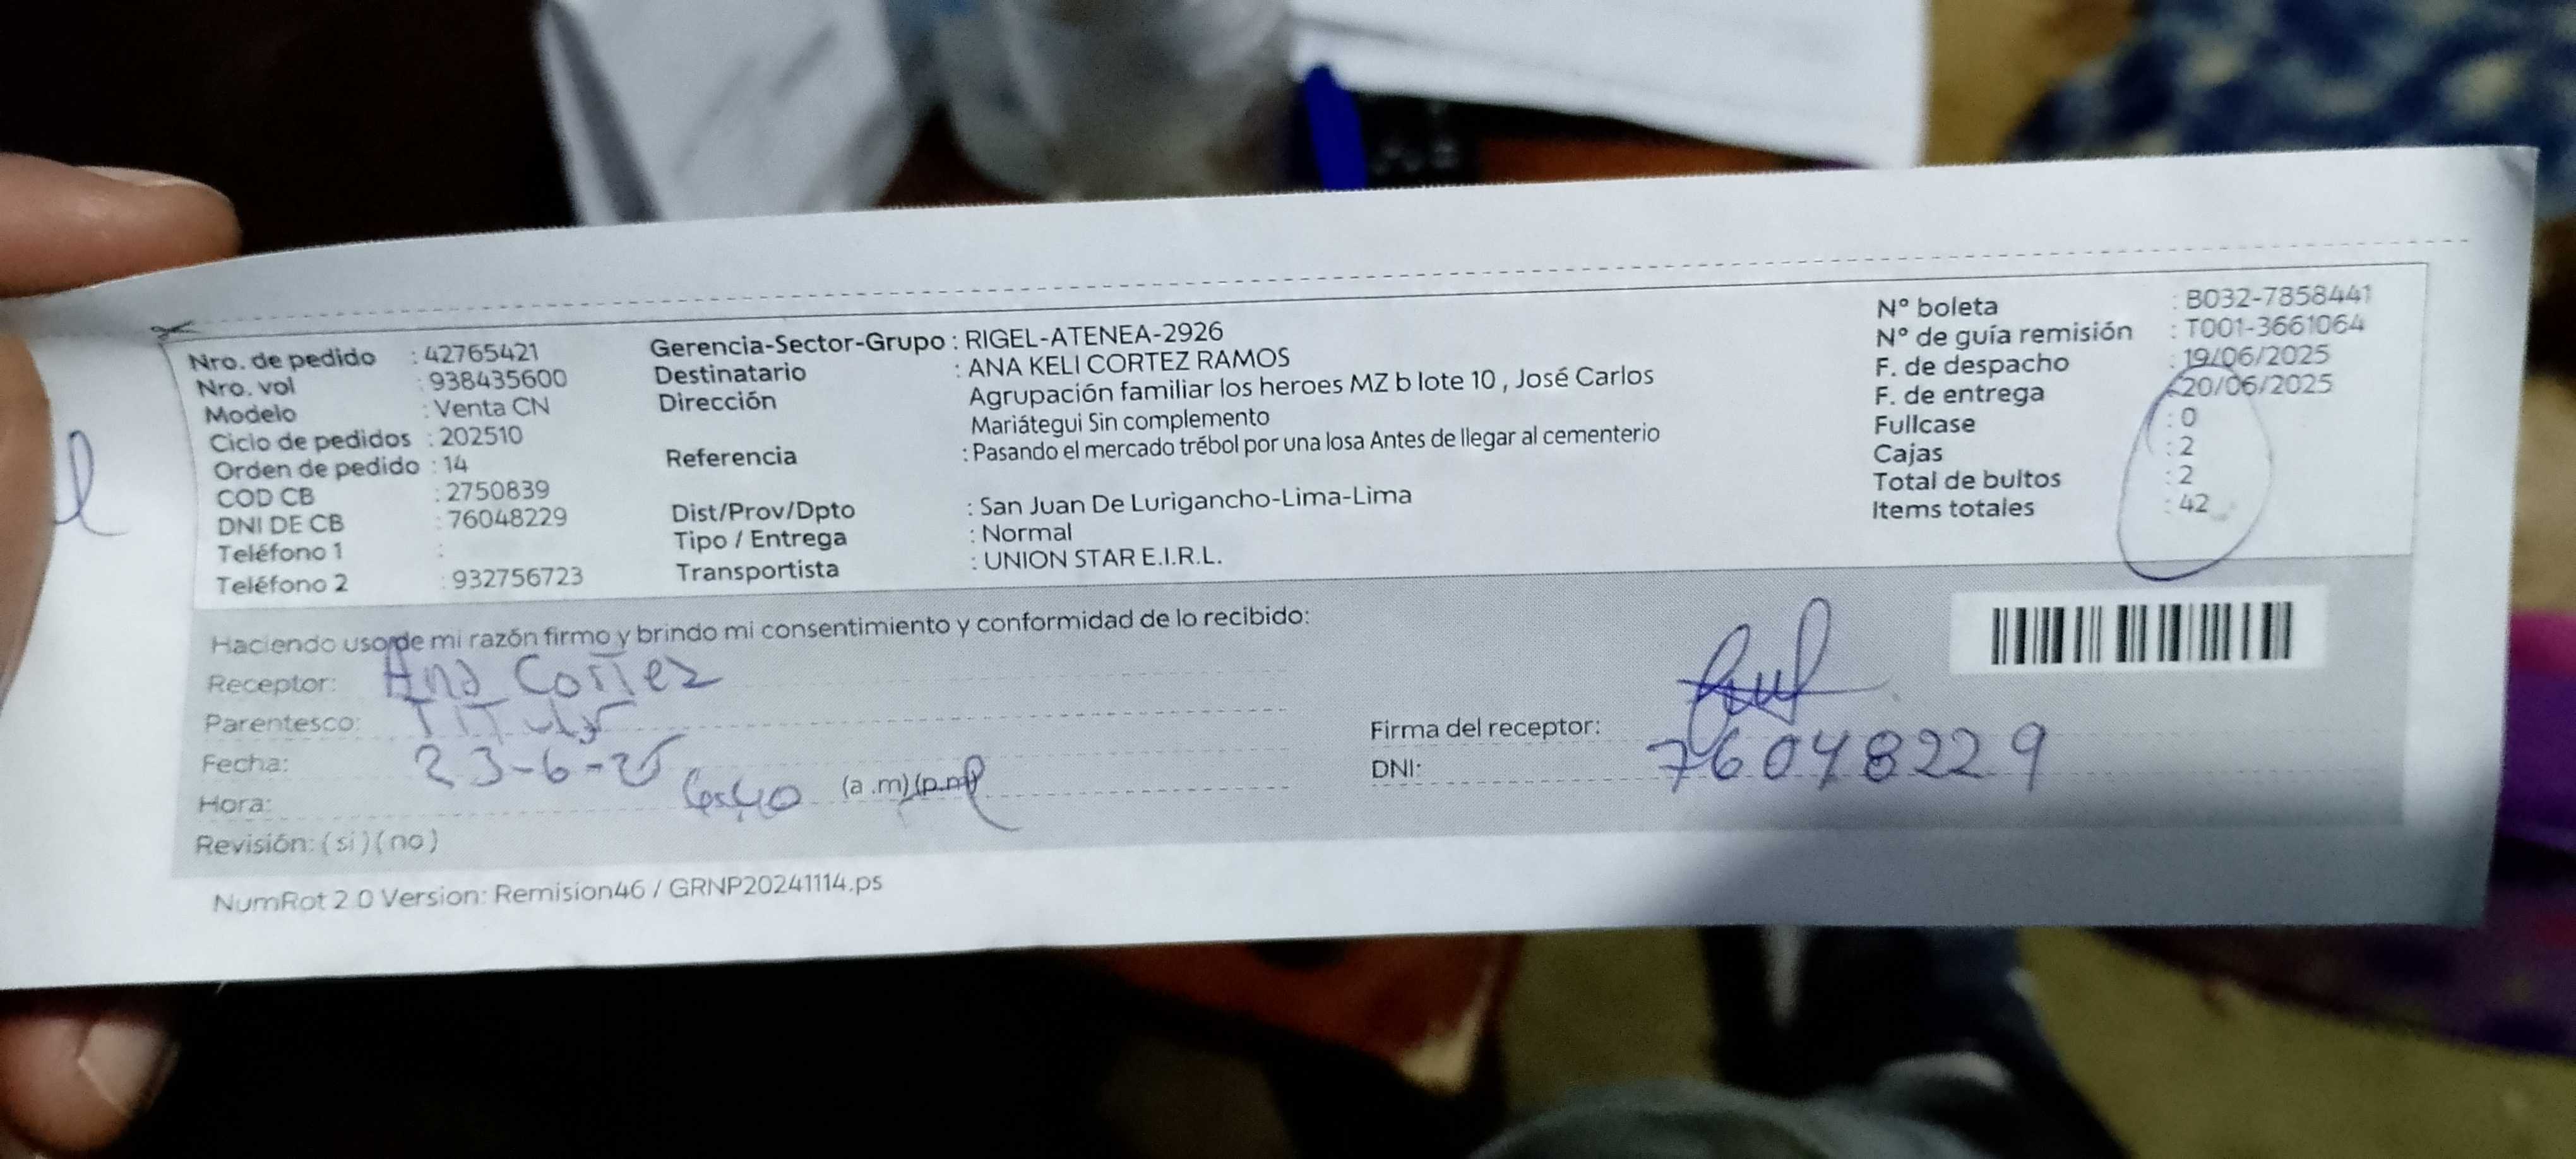 Nro. de pedido : 42765421
Nro. vol : 938435600
Modelo : Venta CN
Ciclo de pedidos : 202510
Orden de pedido : 14
COD CB : 2750839
DNI DE CB : 76048229
Teléfono 1 :
Teléfono 2 : 932756723
Gerencia-Sector-Grupo : RIGEL-ATENEA-2926
Destinatario : ANA KELI CORTEZ RAMOS
Dirección Agrupación familiar los heroes MZ b lote 10 , José Carlos
Mariátegui Sin complemento
Referencia : Pasando el mercado trébol por una losa Antes de llegar al cementerio
Dist/Prov/Dpto : San Juan De Lurigancho-Lima-Lima
Tipo / Entrega : Normal
Transportista : UNION STAR E.I.R.L.
N° boleta : B032-7858441
N° de guía remisión : T001-3661064
F. de despacho : 19/06/2025
F. de entrega : 20/06/2025
Fullcase : 0
Cajas : 2
Total de bultos : 2
Items totales : 42
Haciendo uso de mi razón firmo y brindo mi consentimiento y conformidad de lo recibido:
Receptor: Ana Cortez
Parentesco: Titular
Fecha: 23-6-25
Hora: (a .m) (p.m)
Revisión: ( si ) ( no )
Firma del receptor:
DNI: 76048229
NumRot 2.0 Version: Remision46 / GRNP20241114.ps